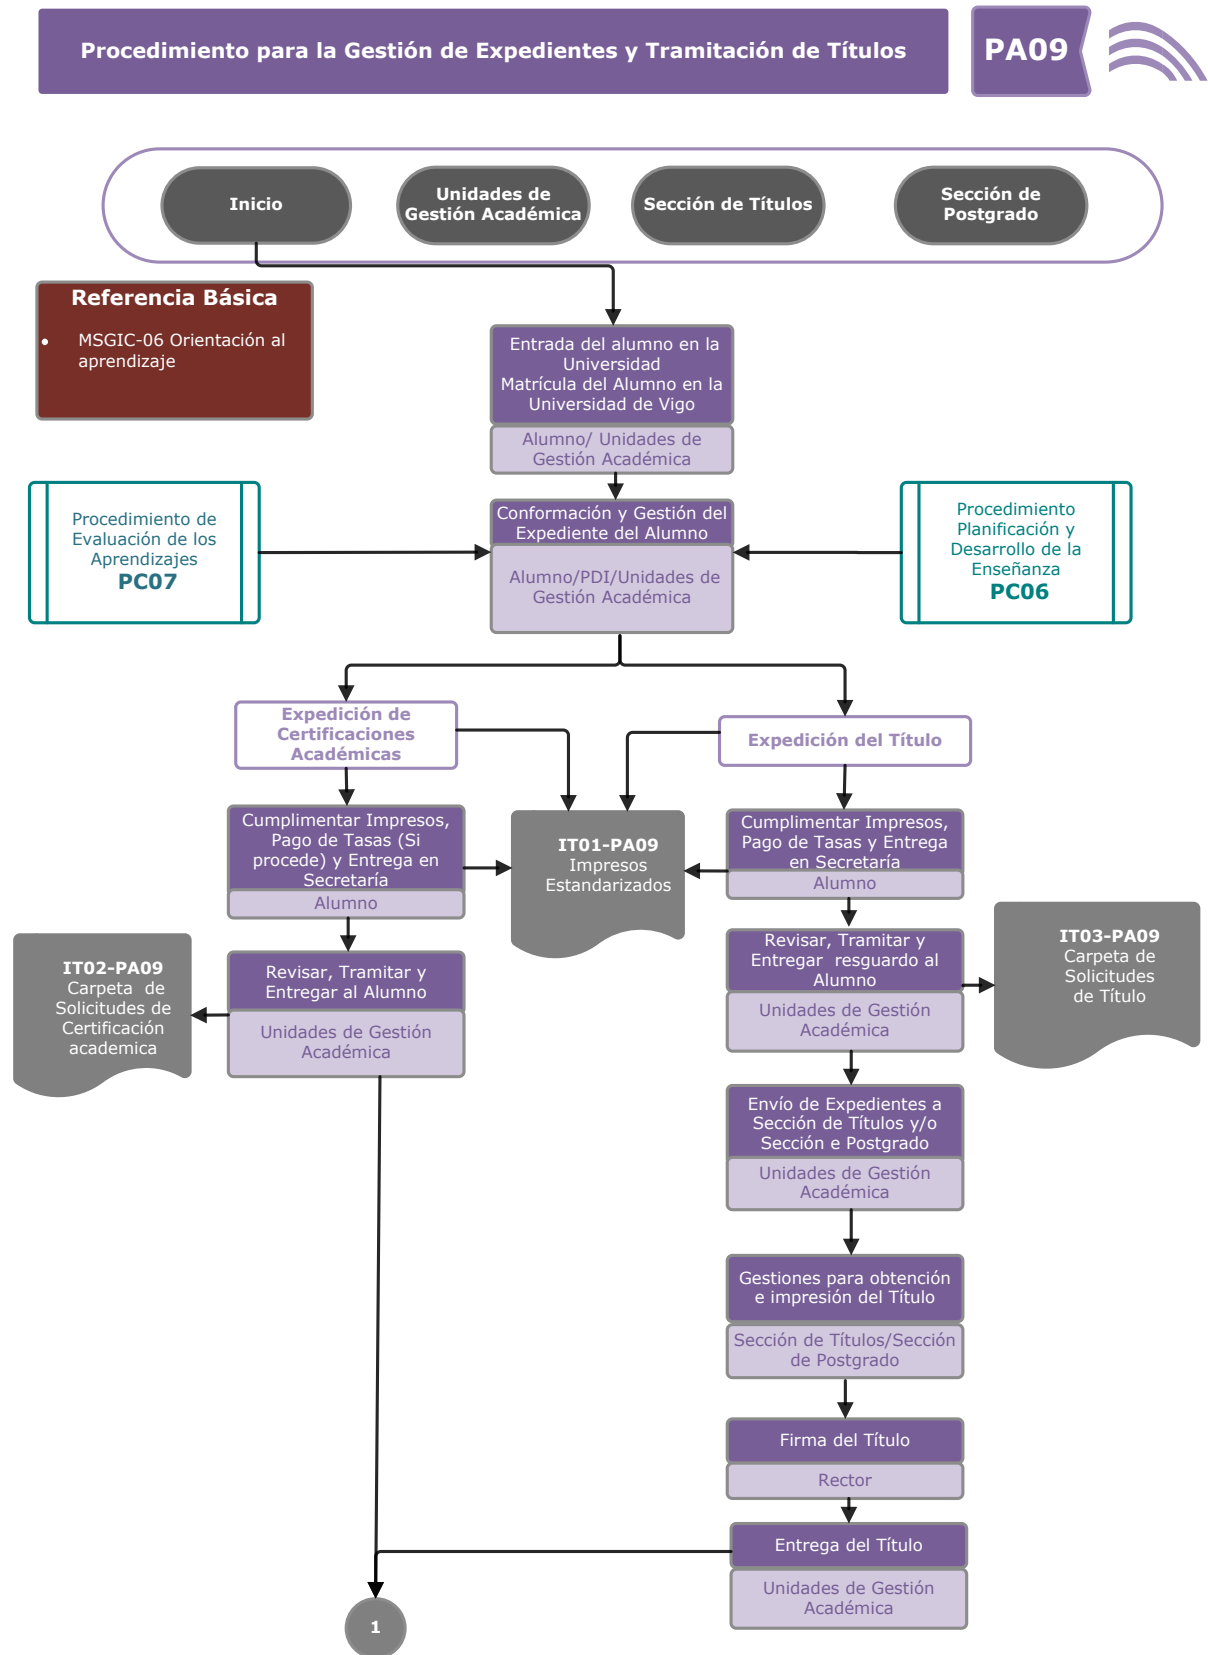 Procedimiento para la Gestión de Expedientes y Tramitación de Títulos
PA09
Inicio
Unidades de
Gestión Académica
Sección de Títulos
Sección de
Postgrado
Referencia Básica
• MSGIC-06 Orientación al
aprendizaje
Entrada del alumno en la
Universidad
Matrícula del Alumno en la
Universidad de Vigo
Alumno/ Unidades de
Gestión Académica
Procedimiento de
Evaluación de los
Aprendizajes
PC07
Conformación y Gestión del
Expediente del Alumno
Alumno/PDI/Unidades de
Gestión Académica
Procedimiento
Planificación y
Desarrollo de la
Enseñanza
PC06
Expedición de
Certificaciones
Académicas
Expedición del Título
Cumplimentar Impresos,
Pago de Tasas (Si
procede) y Entrega en
Secretaría
Alumno
IT01-PA09
Impresos
Estandarizados
Cumplimentar Impresos,
Pago de Tasas y Entrega
en Secretaría
Alumno
IT02-PA09
Carpeta de
Solicitudes de
Certificación
academica
Revisar, Tramitar y
Entregar al Alumno
Unidades de Gestión
Académica
Revisar, Tramitar y
Entregar resguardo al
Alumno
Unidades de Gestión
Académica
IT03-PA09
Carpeta de
Solicitudes
de Título
Envío de Expedientes a
Sección de Títulos y/o
Sección e Postgrado
Unidades de Gestión
Académica
Gestiones para obtención
e impresión del Título
Sección de Títulos/Sección
de Postgrado
Firma del Título
Rector
Entrega del Título
Unidades de Gestión
Académica
1